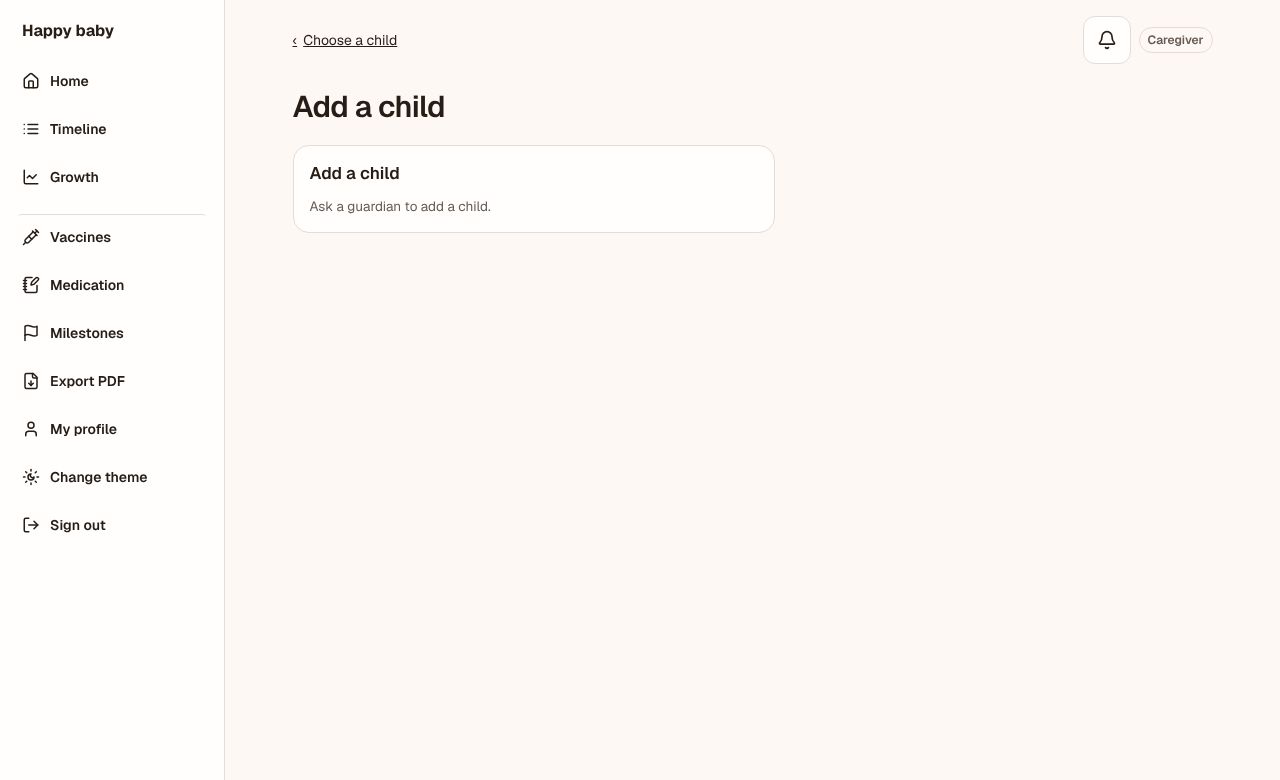 Happy baby
Home
Timeline
Growth
Vaccines
Medication
Milestones
Export PDF
My profile
Change theme
Sign out
‹ Choose a child
Caregiver
Add a child
Add a child
Ask a guardian to add a child.